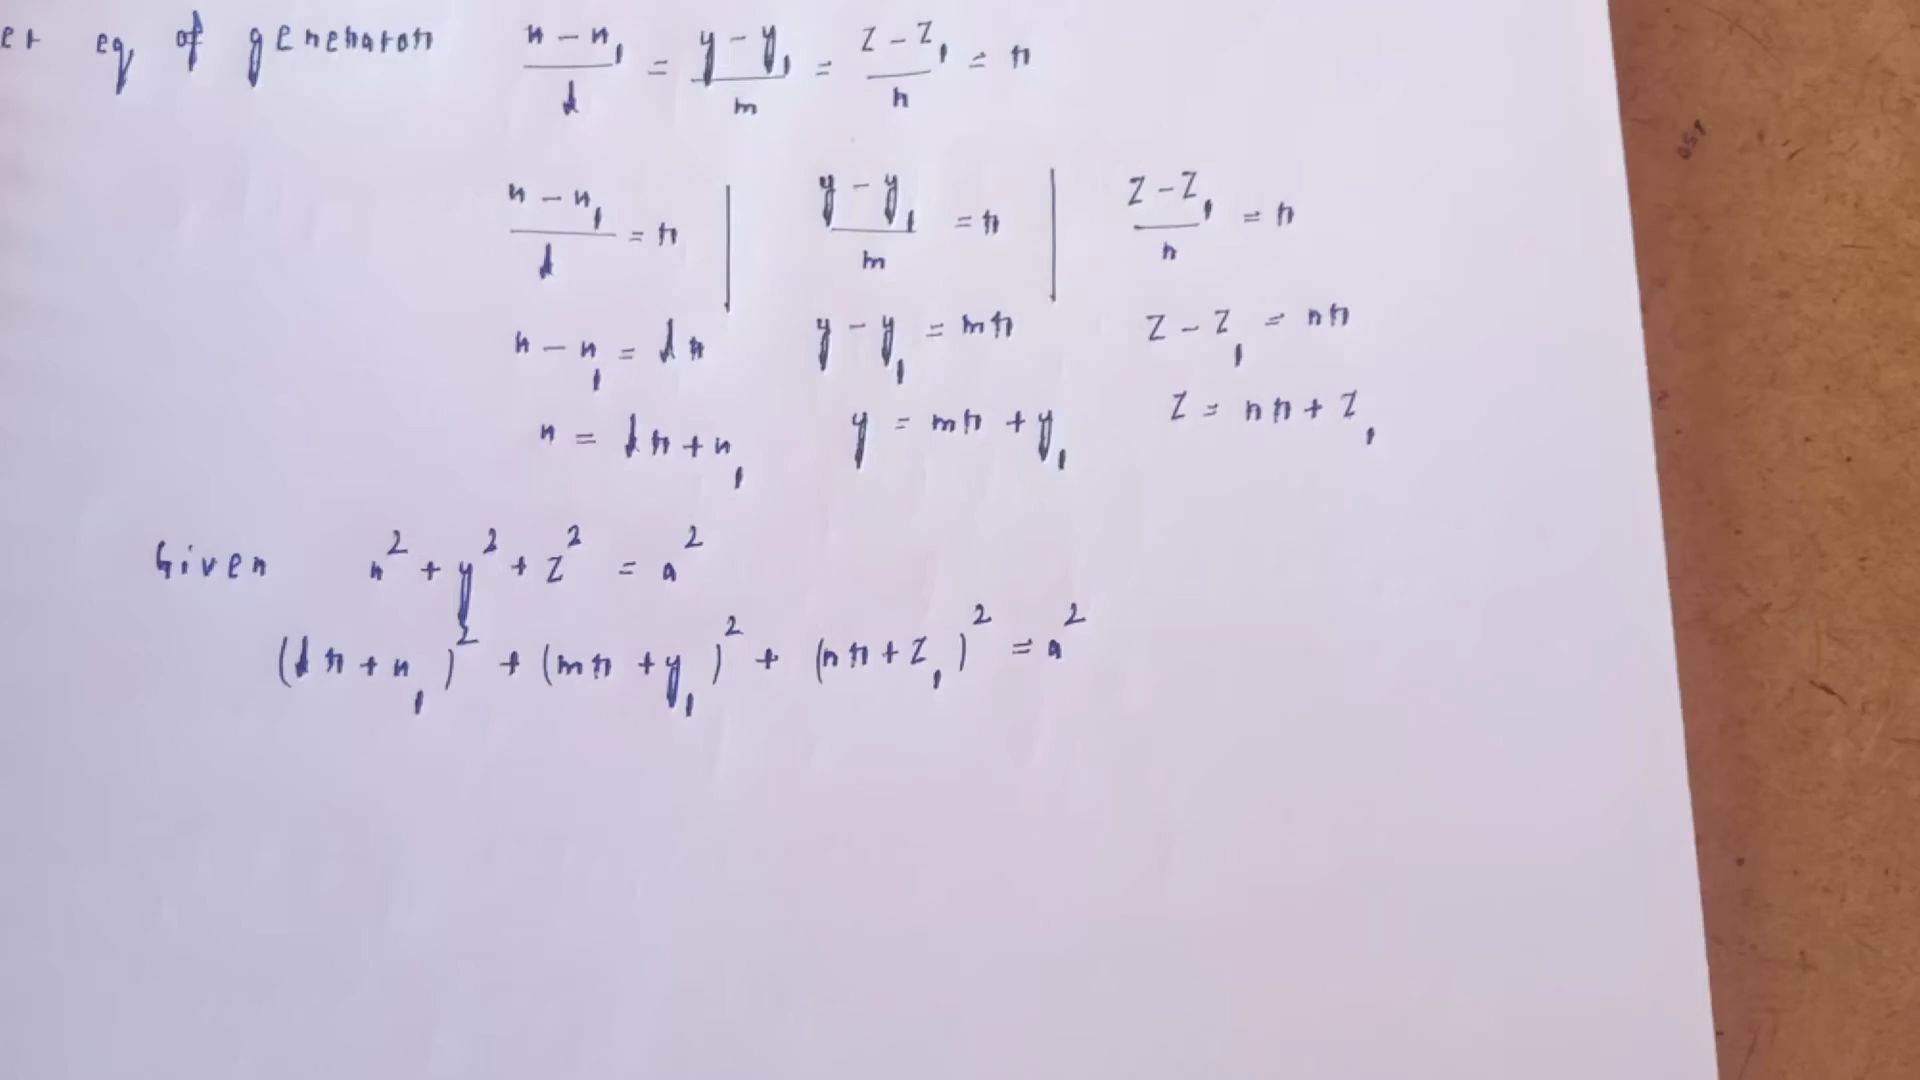 et eq of generator x - x₁ / l = y - y₁ / m = z - z₁ / n = r
x - x₁ / l = r | y - y₁ / m = r | z - z₁ / n = r
x - x₁ = lr y - y₁ = mr z - z₁ = nr
x = lr + x₁ y = mr + y₁ z = nr + z₁
Given x² + y² + z² = a²
(lr + x₁)² + (mr + y₁)² + (nr + z₁)² = a²